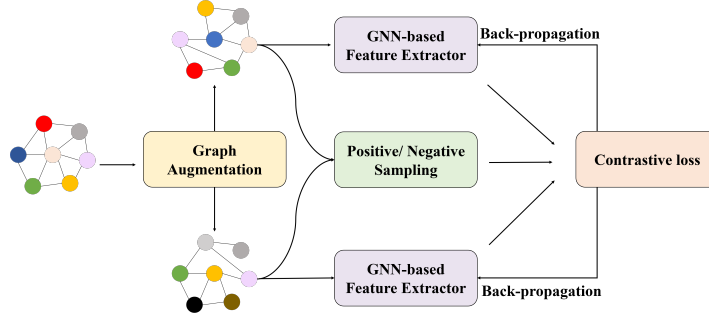 GNN-based
Feature Extractor
Back-propagation
Graph
Augmentation
Positive/ Negative
Sampling
Contrastive loss
GNN-based
Feature Extractor
Back-propagation